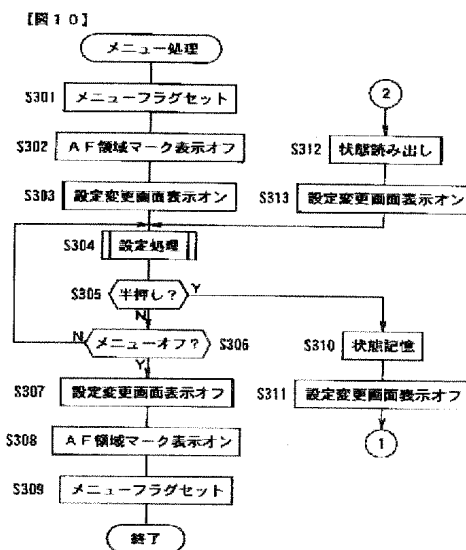 【図10】
メニュー処理
S301 メニューフラグセット
S302 AF領域マーク表示オフ
S303 設定変更画面表示オン
S304 設定処理
S305 半押し? Y
N
N メニューオフ? S306
Y
S307 設定変更画面表示オフ
S308 AF領域マーク表示オン
S309 メニューフラグセット
終了
2
S312 状態読み出し
S313 設定変更画面表示オン
S310 状態記憶
S311 設定変更画面表示オフ
1